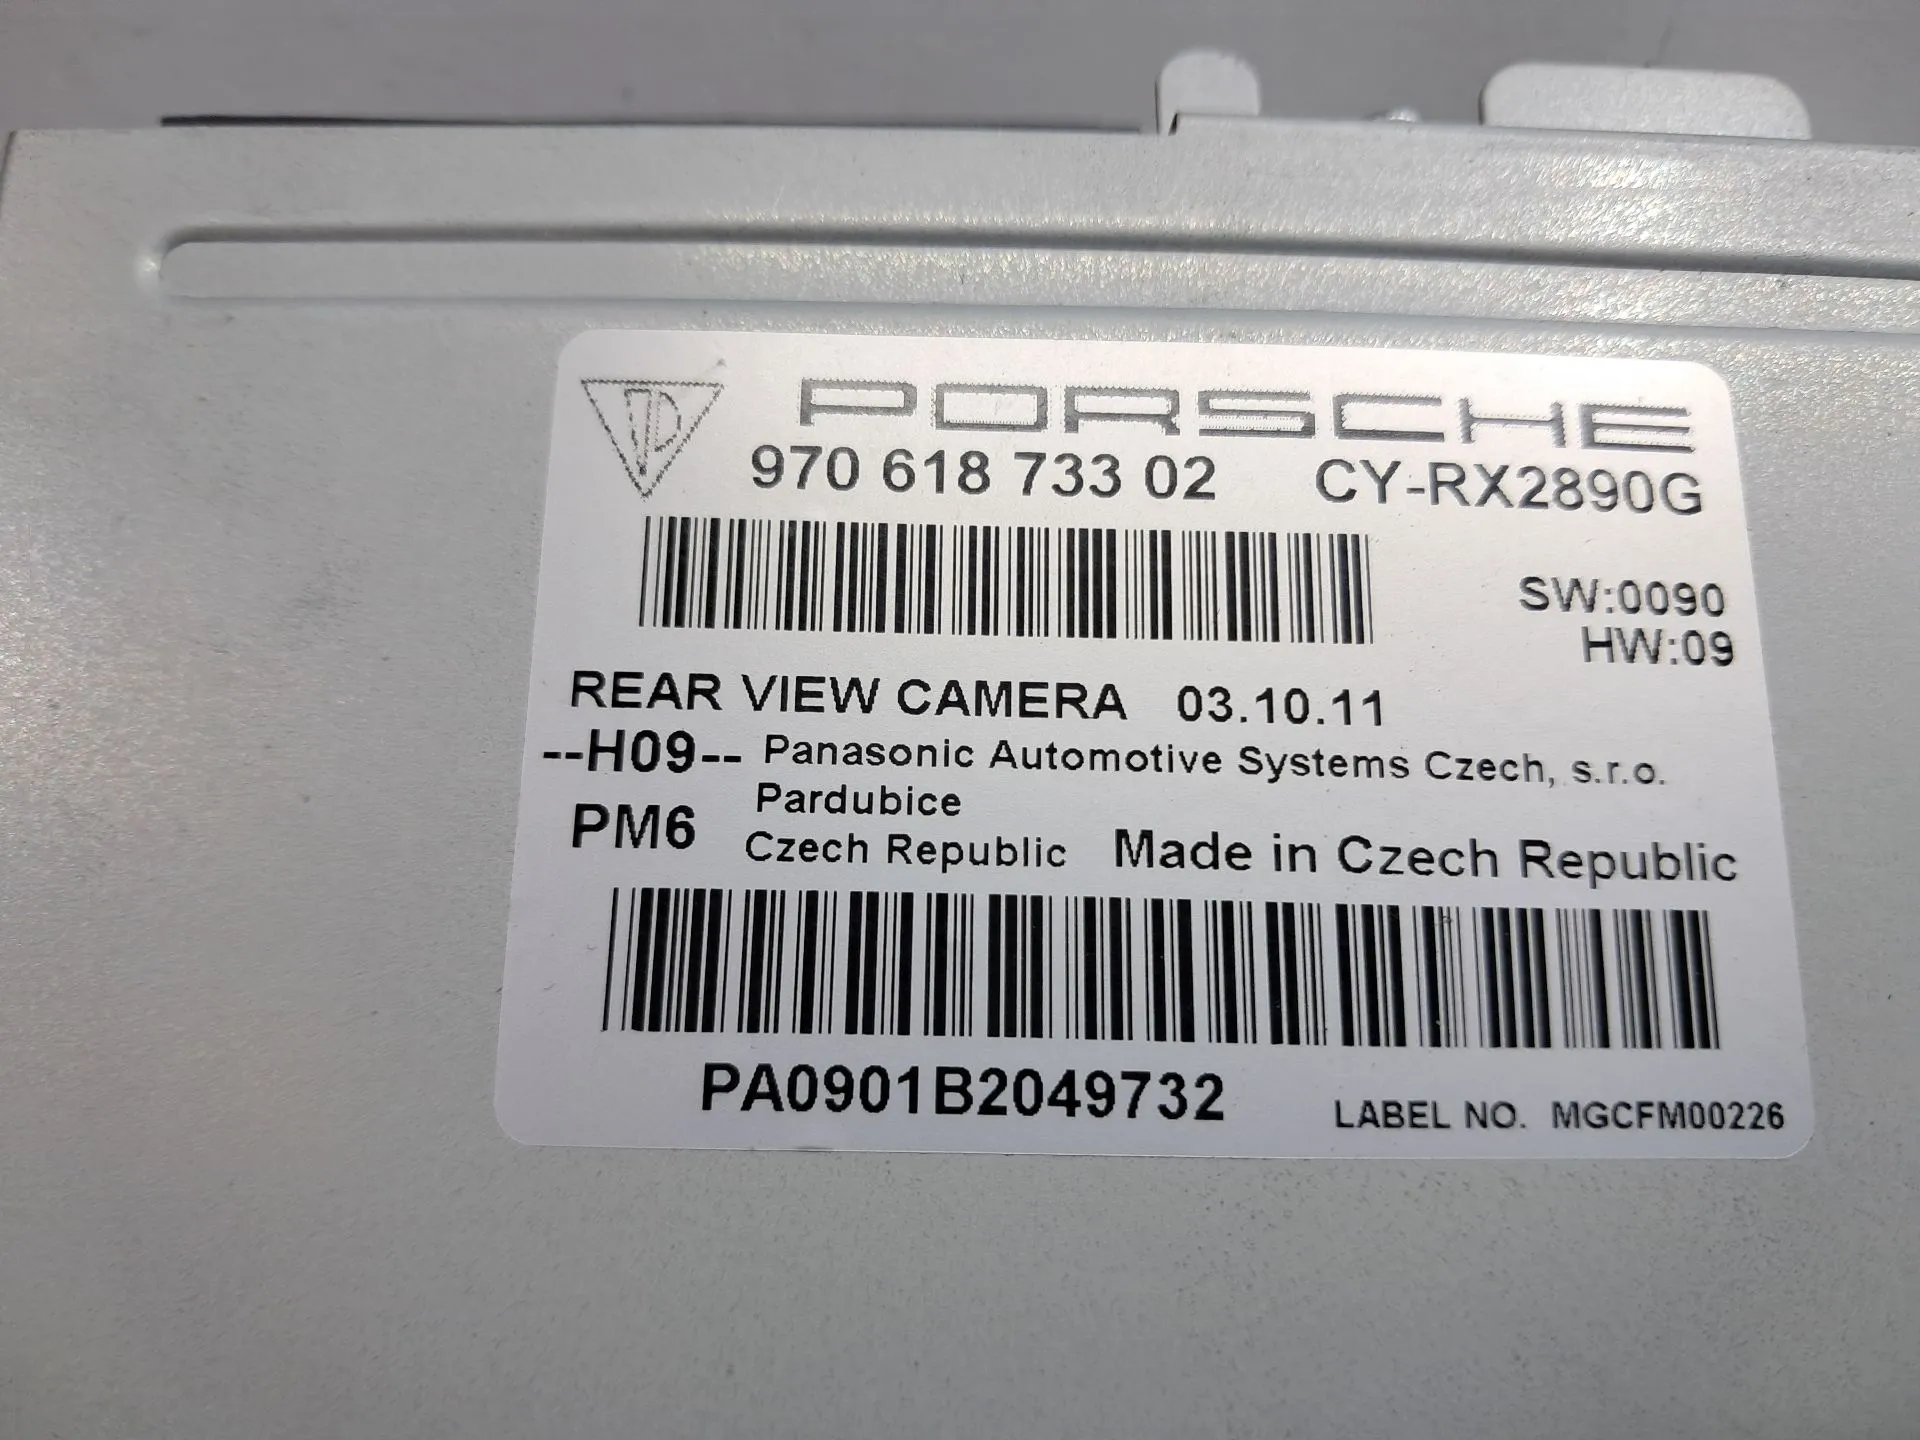 PORSCHE
970 618 733 02 CY-RX2890G
SW:0090
HW:09
REAR VIEW CAMERA 03.10.11
--H09-- Panasonic Automotive Systems Czech, s.r.o.
Pardubice
PM6 Czech Republic Made in Czech Republic
PA0901B2049732
LABEL NO. MGCFM00226